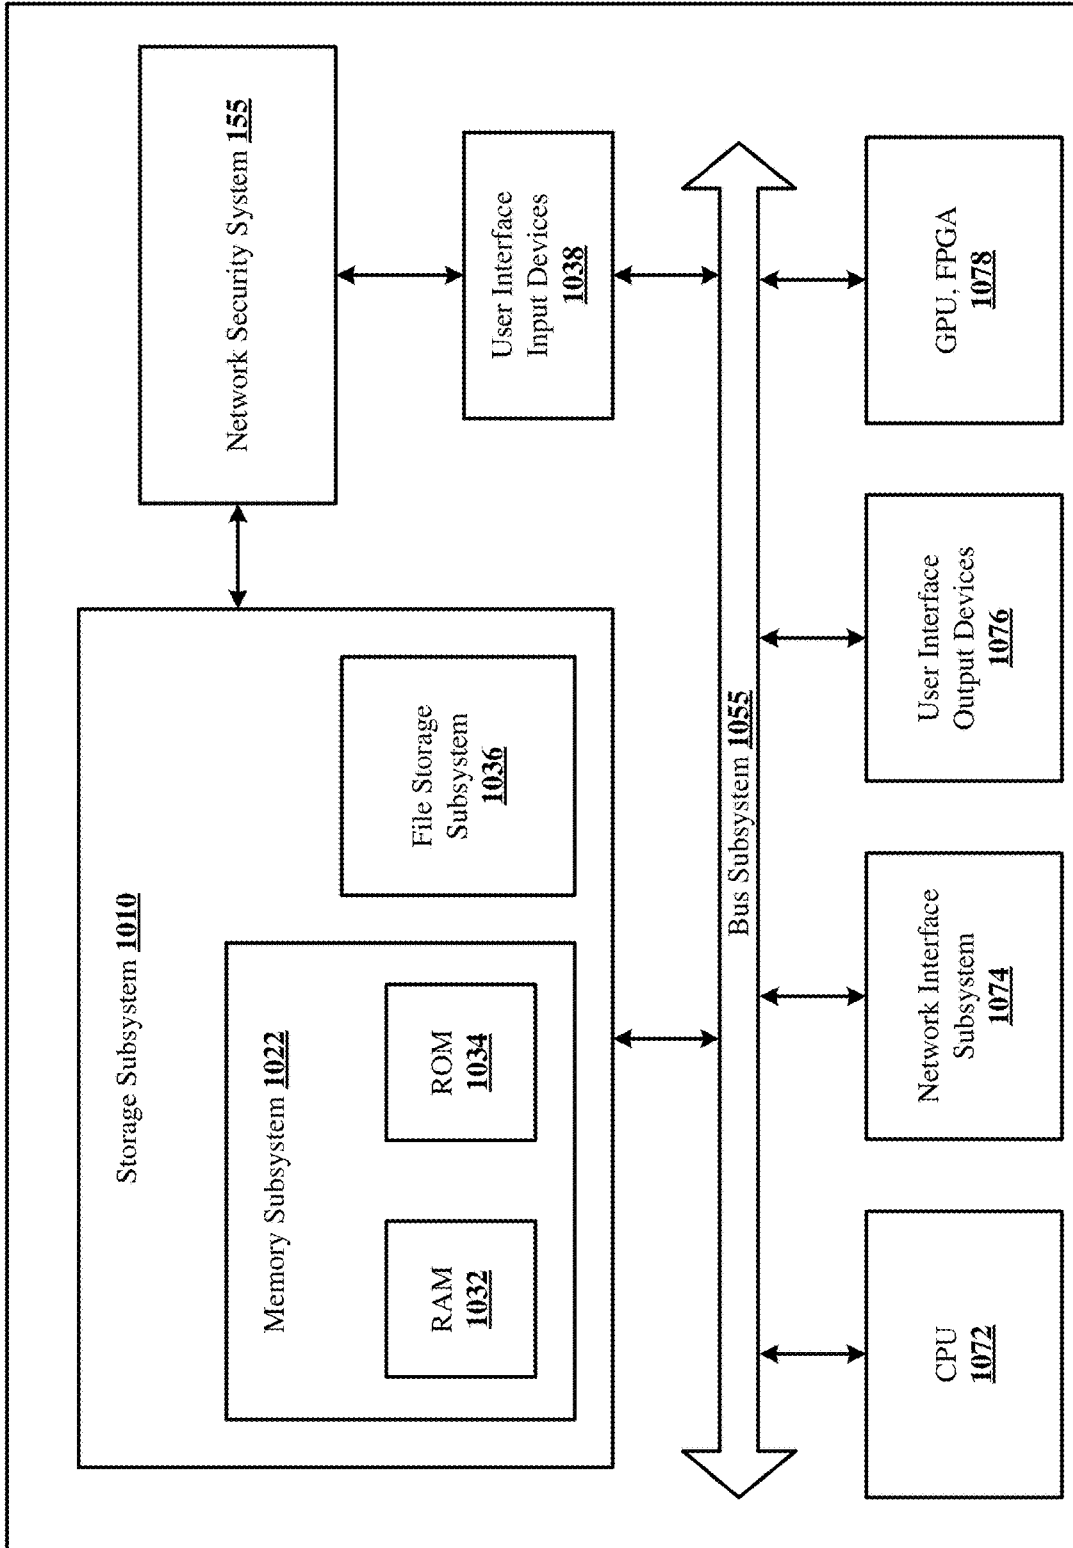 Storage Subsystem 1010
Memory Subsystem 1022
RAM
1032
ROM
1034
File Storage
Subsystem
1036
Network Security System 155
User Interface
Input Devices
1038
Bus Subsystem 1055
CPU
1072
Network Interface
Subsystem
1074
User Interface
Output Devices
1076
GPU, FPGA
1078